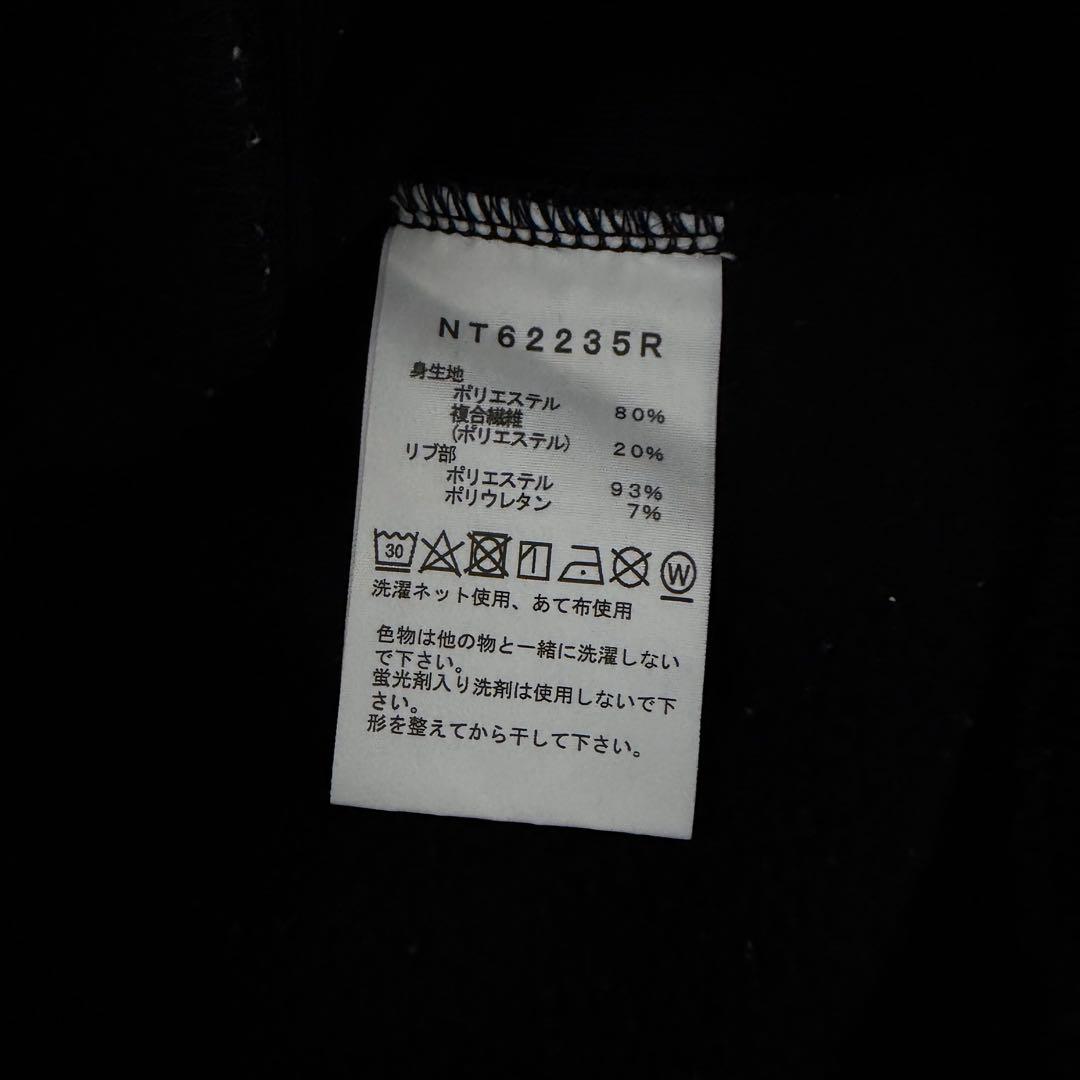 NT62235R
身生地
ポリエステル 80%
複合繊維
(ポリエステル) 20%
リブ部
ポリエステル 93%
ポリウレタン 7%
30 W
洗濯ネット使用、あて布使用
色物は他の物と一緒に洗濯しない
で下さい。
蛍光剤入り洗剤は使用しないで下
さい。
形を整えてから干して下さい。